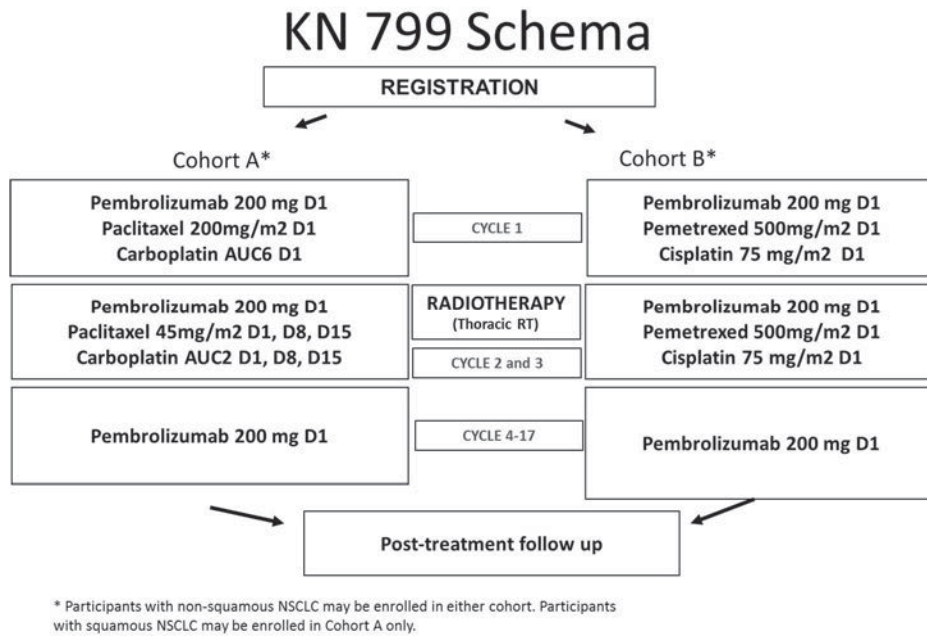 KN 799 Schema
REGISTRATION
Cohort A*
Cohort B*
Pembrolizumab 200 mg D1
Paclitaxel 200mg/m2 D1
Carboplatin AUC6 D1
CYCLE 1
Pembrolizumab 200 mg D1
Pemetrexed 500mg/m2 D1
Cisplatin 75 mg/m2 D1
Pembrolizumab 200 mg D1
Paclitaxel 45mg/m2 D1, D8, D15
Carboplatin AUC2 D1, D8, D15
RADIOTHERAPY
(Thoracic RT)
CYCLE 2 and 3
Pembrolizumab 200 mg D1
Pemetrexed 500mg/m2 D1
Cisplatin 75 mg/m2 D1
Pembrolizumab 200 mg D1
CYCLE 4-17
Pembrolizumab 200 mg D1
Post-treatment follow up
* Participants with non-squamous NSCLC may be enrolled in either cohort. Participants
with squamous NSCLC may be enrolled in Cohort A only.